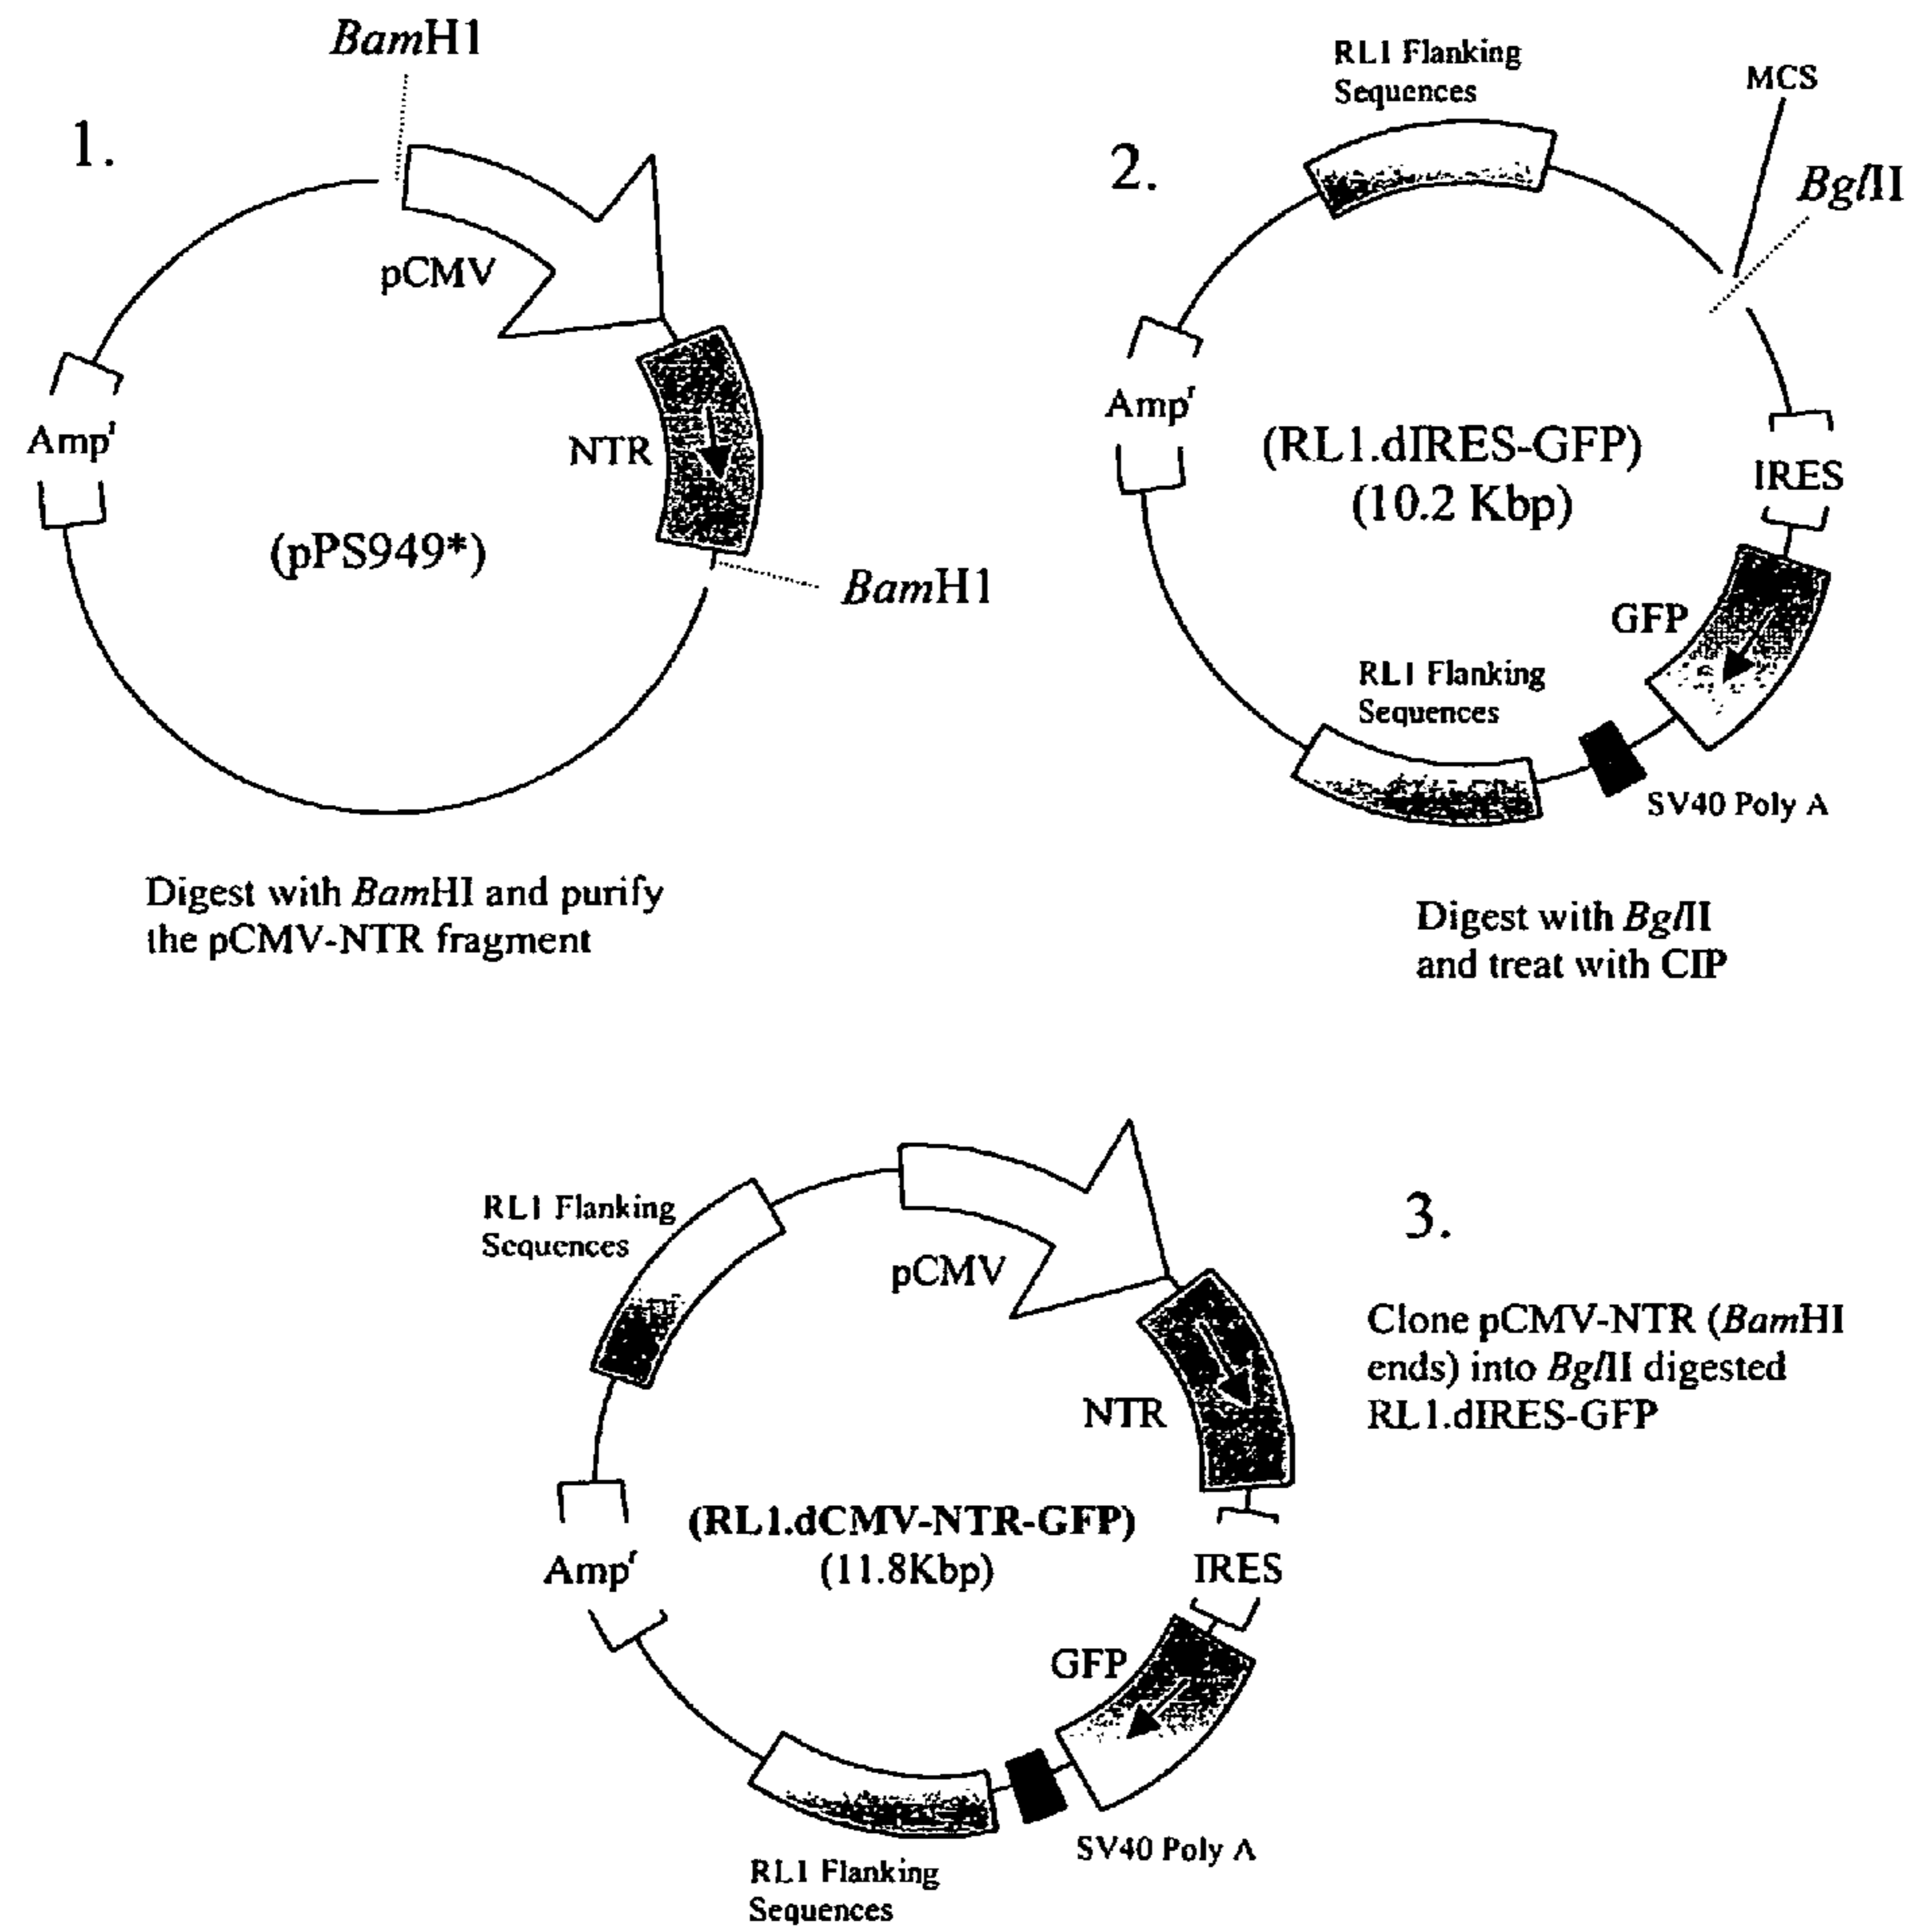 1.
BamH1
pCMV
Ampr
NTR
(pPS949*)
BamH1
Digest with BamHI and purify
the pCMV-NTR fragment
2.
RL1 Flanking
Sequences
MCS
BglII
Ampr
(RL1.dIRES-GFP)
(10.2 Kbp)
IRES
GFP
RL1 Flanking
Sequences
SV40 Poly A
Digest with BglII
and treat with CIP
3.
RL1 Flanking
Sequences
pCMV
NTR
Clone pCMV-NTR (BamHI
ends) into BglII digested
RL1.dIRES-GFP
(RL1.dCMV-NTR-GFP)
(11.8Kbp)
Ampr
IRES
GFP
SV40 Poly A
RL1 Flanking
Sequences